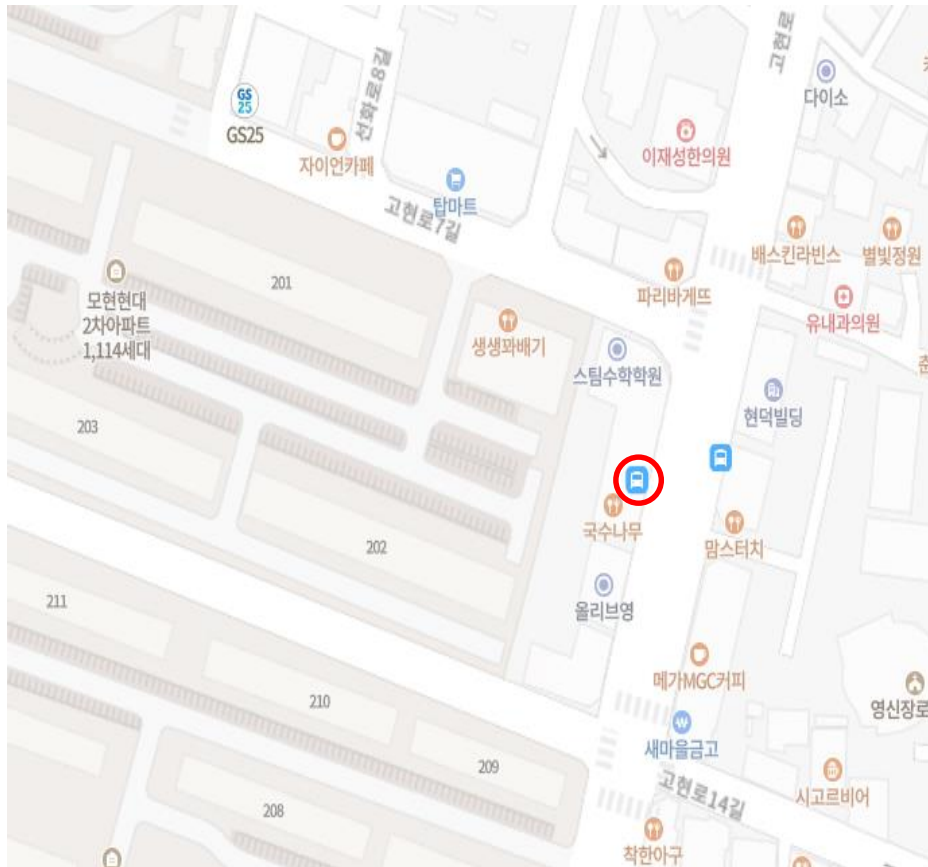 고현로
다이소
GS
25
GS25
선화로8길
자이언카페
탑마트
이재성한의원
고현로7길
배스킨라빈스
별빛정원
모현현대
2차아파트
1,114세대
201
파리바게뜨
유내과의원
생생꽈배기
스팀수학학원
현덕빌딩
203
국수나무
맘스터치
202
올리브영
211
메가MGC커피
210
영신장로
새마을금고
209
고현로14길
시고르비어
208
착한아구